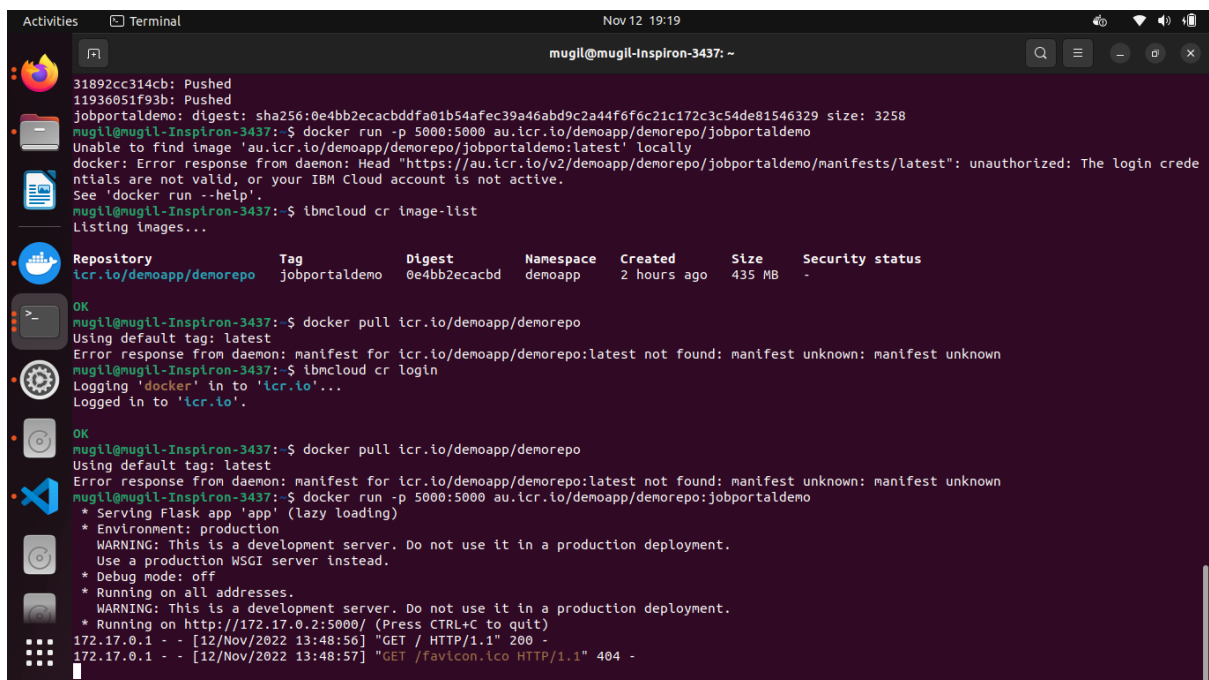 Activities Terminal Nov 12 19:19
mugil@mugil-Inspiron-3437: ~
31892cc314cb: Pushed
11936051f93b: Pushed
jobportaldemo: digest: sha256:0e4bb2ecacbddfa01b54afec39a46abd9c2a44f6f6c21c172c3c54de81546329 size: 3258
mugil@mugil-Inspiron-3437:~$ docker run -p 5000:5000 au.icr.io/demoapp/demorepo/jobportaldemo
Unable to find image 'au.icr.io/demoapp/demorepo/jobportaldemo:latest' locally
docker: Error response from daemon: Head "https://au.icr.io/v2/demoapp/demorepo/jobportaldemo/manifests/latest": unauthorized: The login crede
ntials are not valid, or your IBM Cloud account is not active.
See 'docker run --help'.
mugil@mugil-Inspiron-3437:~$ ibmcloud cr image-list
Listing images...
Repository Tag Digest Namespace Created Size Security status
icr.io/demoapp/demorepo jobportaldemo 0e4bb2ecacbd demoapp 2 hours ago 435 MB -
OK
mugil@mugil-Inspiron-3437:~$ docker pull icr.io/demoapp/demorepo
Using default tag: latest
Error response from daemon: manifest for icr.io/demoapp/demorepo:latest not found: manifest unknown: manifest unknown
mugil@mugil-Inspiron-3437:~$ ibmcloud cr login
Logging 'docker' in to 'icr.io'...
Logged in to 'icr.io'.
OK
mugil@mugil-Inspiron-3437:~$ docker pull icr.io/demoapp/demorepo
Using default tag: latest
Error response from daemon: manifest for icr.io/demoapp/demorepo:latest not found: manifest unknown: manifest unknown
mugil@mugil-Inspiron-3437:~$ docker run -p 5000:5000 au.icr.io/demoapp/demorepo:jobportaldemo
* Serving Flask app 'app' (lazy loading)
* Environment: production
WARNING: This is a development server. Do not use it in a production deployment.
Use a production WSGI server instead.
* Debug mode: off
* Running on all addresses.
WARNING: This is a development server. Do not use it in a production deployment.
* Running on http://172.17.0.2:5000/ (Press CTRL+C to quit)
172.17.0.1 - - [12/Nov/2022 13:48:56] "GET / HTTP/1.1" 200 -
172.17.0.1 - - [12/Nov/2022 13:48:57] "GET /favicon.ico HTTP/1.1" 404 -